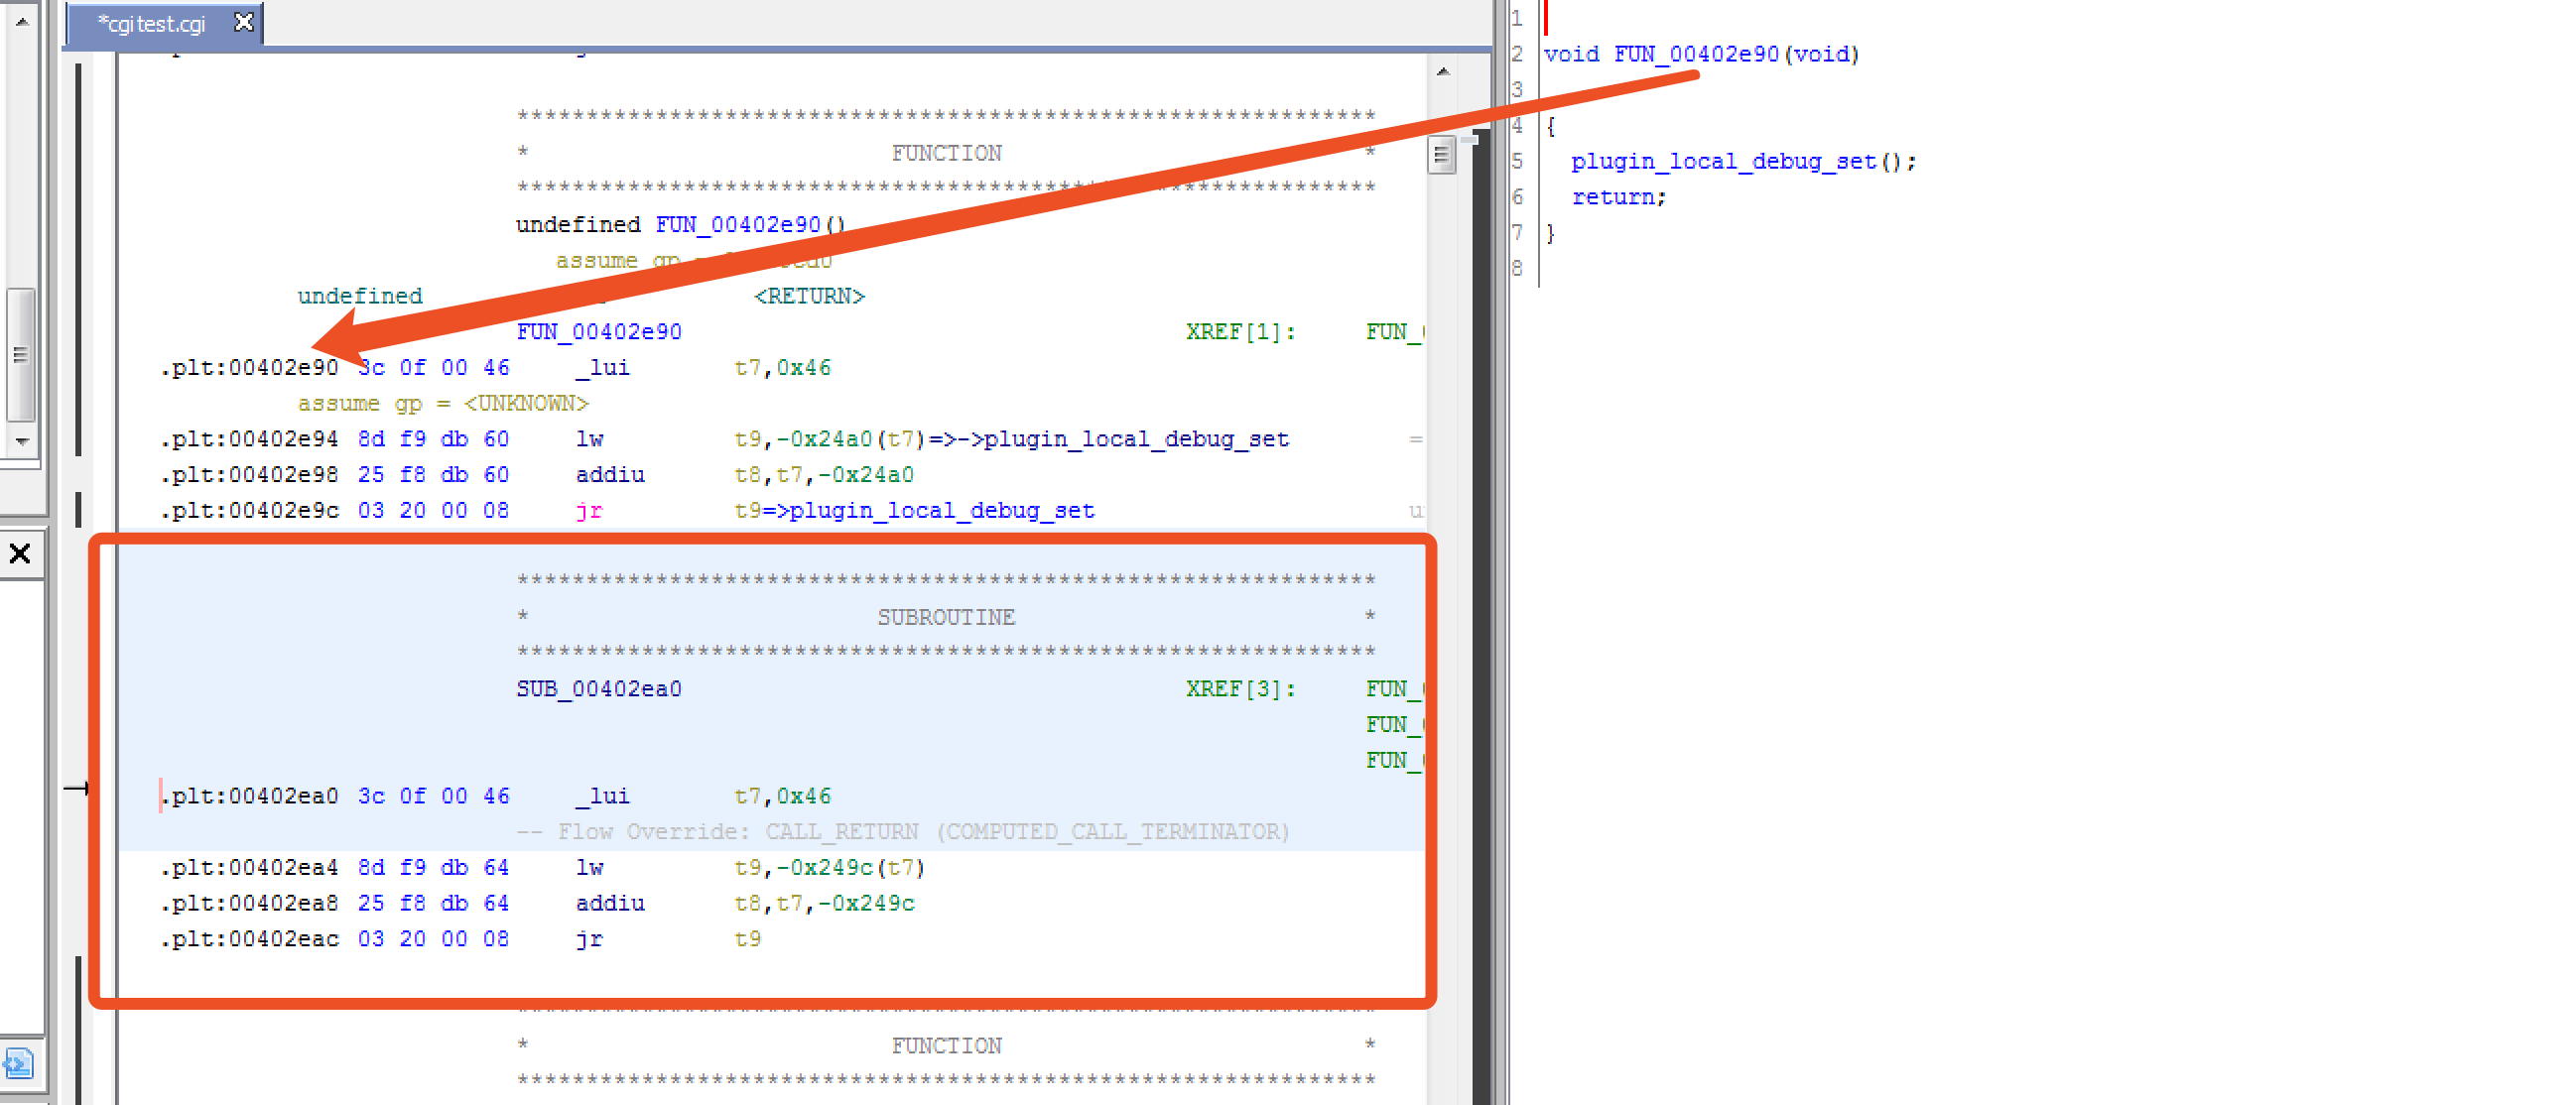 *cgitest.cgi
***************************************************************
* FUNCTION *
***************************************************************
undefined FUN_00402e90()
assume gp =
undefined <RETURN>
FUN_00402e90 XREF[1]: FUN_
.plt:00402e90 3c 0f 00 46 _lui t7,0x46
assume gp = <UNKNOWN>
.plt:00402e94 8d f9 db 60 lw t9,-0x24a0(t7)=>->plugin_local_debug_set =
.plt:00402e98 25 f8 db 60 addiu t8,t7,-0x24a0
.plt:00402e9c 03 20 00 08 jr t9=>plugin_local_debug_set u
***************************************************************
* SUBROUTINE *
***************************************************************
SUB_00402ea0 XREF[3]: FUN_
FUN_
FUN_
.plt:00402ea0 3c 0f 00 46 _lui t7,0x46
-- Flow Override: CALL_RETURN (COMPUTED_CALL_TERMINATOR)
.plt:00402ea4 8d f9 db 64 lw t9,-0x249c(t7)
.plt:00402ea8 25 f8 db 64 addiu t8,t7,-0x249c
.plt:00402eac 03 20 00 08 jr t9
***************************************************************
* FUNCTION *
***************************************************************
1
2 void FUN_00402e90(void)
3
4 {
5 plugin_local_debug_set();
6 return;
7 }
8